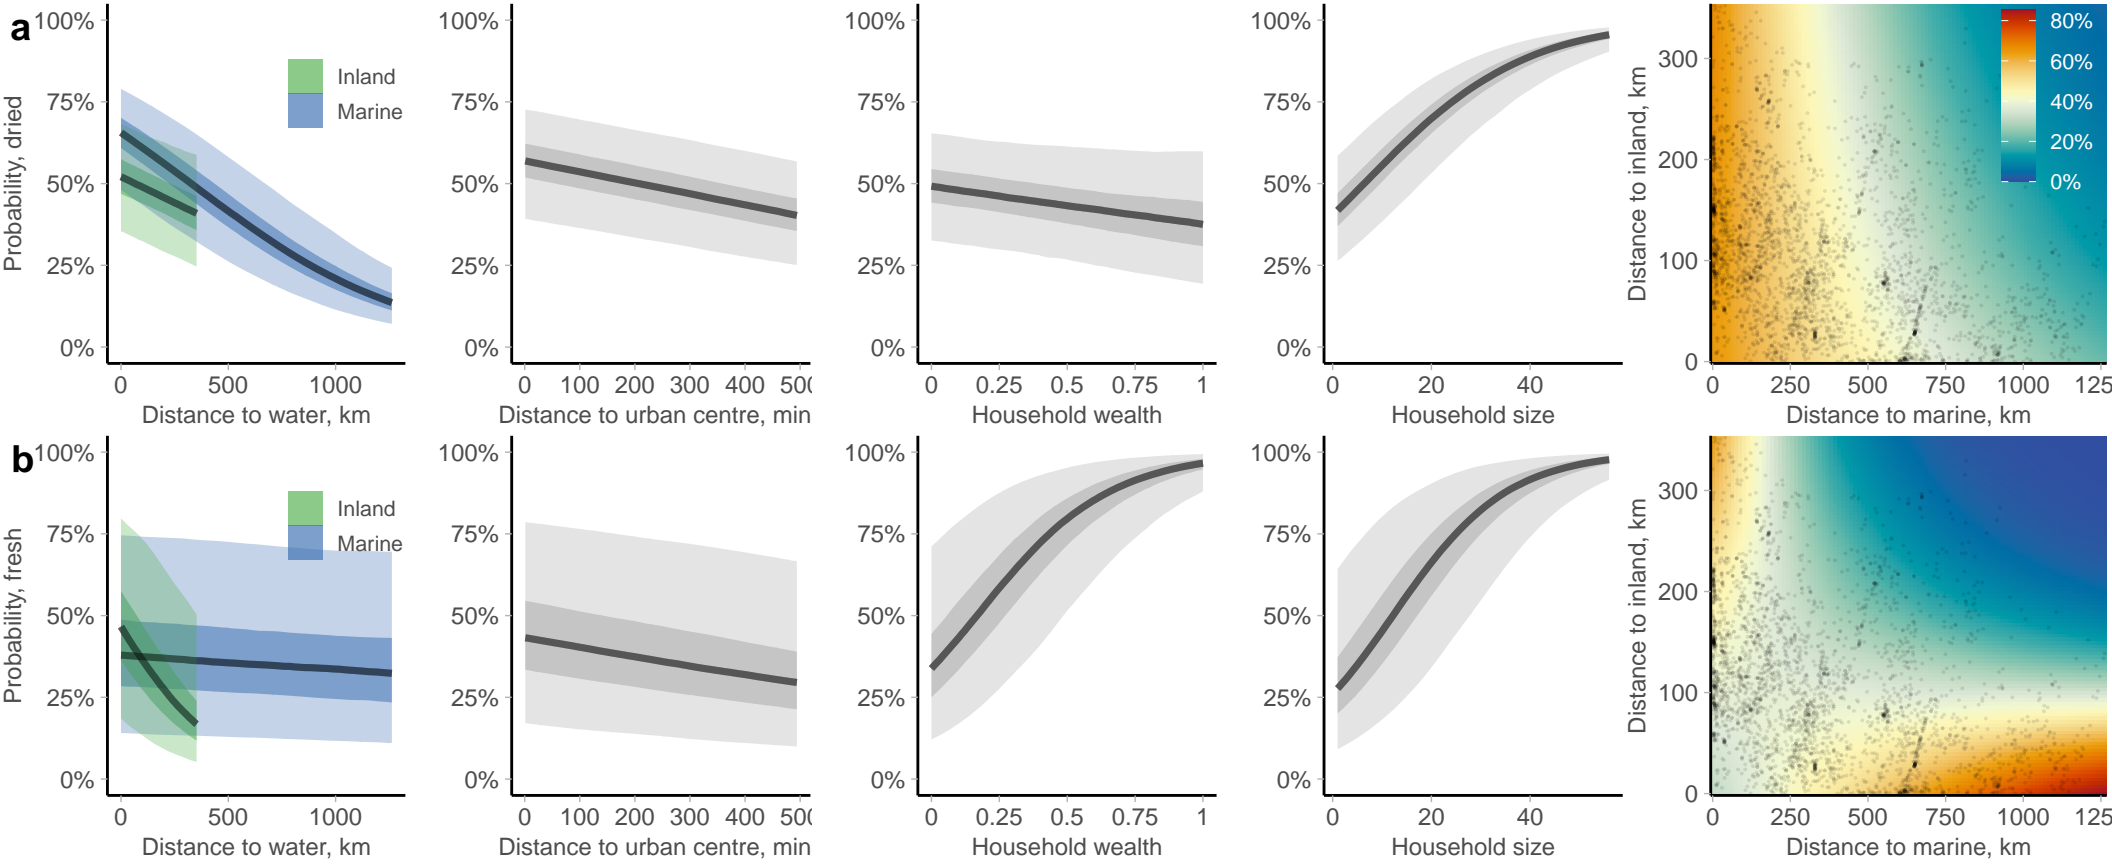 a
100%
75%
50%
25%
0%
Probability, dried
Inland
Marine
0 500 1000
Distance to water, km
100%
75%
50%
25%
0%
0 100 200 300 400 500
Distance to urban centre, min
100%
75%
50%
25%
0%
0 0.25 0.5 0.75 1
Household wealth
100%
75%
50%
25%
0%
0 20 40
Household size
300
200
100
0
Distance to inland, km
80%
60%
40%
20%
0%
0 250 500 750 1000 125
Distance to marine, km
b
100%
75%
50%
25%
0%
Probability, fresh
Inland
Marine
0 500 1000
Distance to water, km
100%
75%
50%
25%
0%
0 100 200 300 400 500
Distance to urban centre, min
100%
75%
50%
25%
0%
0 0.25 0.5 0.75 1
Household wealth
100%
75%
50%
25%
0%
0 20 40
Household size
300
200
100
0
Distance to inland, km
0 250 500 750 1000 125
Distance to marine, km